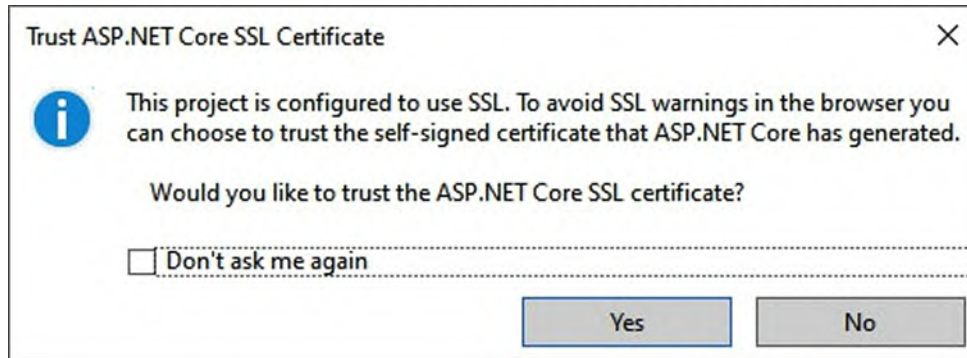 Trust ASP.NET Core SSL Certificate
This project is configured to use SSL. To avoid SSL warnings in the browser you
can choose to trust the self-signed certificate that ASP.NET Core has generated.
Would you like to trust the ASP.NET Core SSL certificate?
Don't ask me again
Yes No